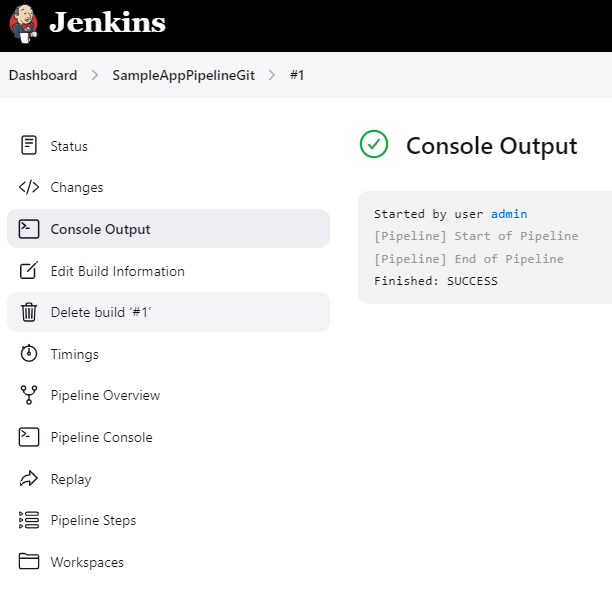 Jenkins
Dashboard > SampleAppPipelineGit > #1
Status
Changes
Console Output
Edit Build Information
Delete build ‘#1’
Timings
Pipeline Overview
Pipeline Console
Replay
Pipeline Steps
Workspaces
Console Output
Started by user admin
[Pipeline] Start of Pipeline
[Pipeline] End of Pipeline
Finished: SUCCESS